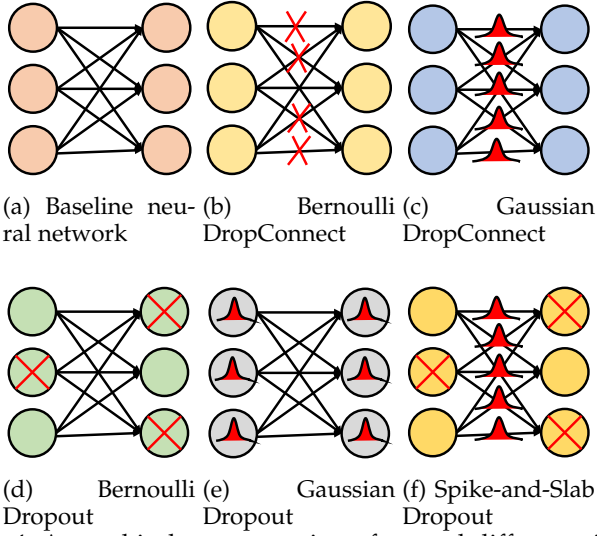 (a) Baseline neu-
ral network
(b) Bernoulli
DropConnect
(c) Gaussian
DropConnect
(d) Bernoulli
Dropout
(e) Gaussian
Dropout
(f) Spike-and-Slab
Dropout